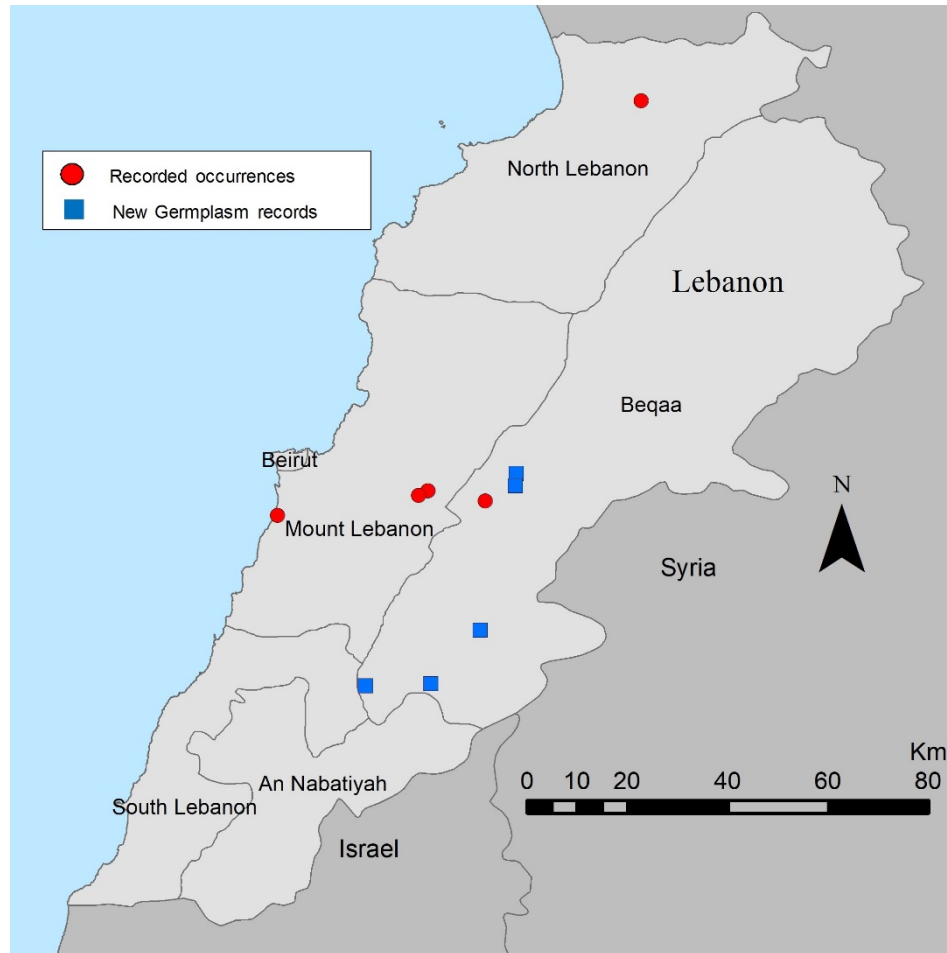 North Lebanon
Recorded occurrences
New Germplasm records
Lebanon
Beqaa
Beirut
Mount Lebanon
N
Syria
Km
0 10 20 40 60 80
An Nabatiyah
South Lebanon
Israel